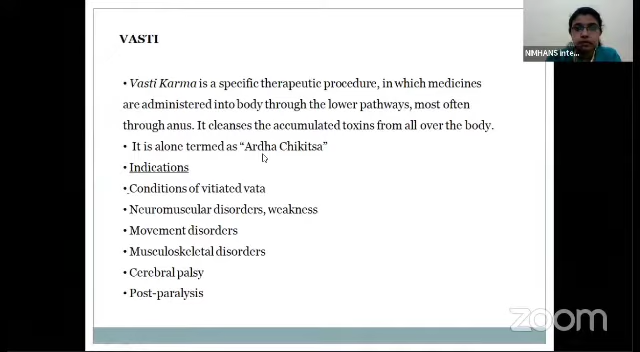 VASTI
NIMHANS inte...
• Vasti Karma is a specific therapeutic procedure, in which medicines
are administered into body through the lower pathways, most often
through anus. It cleanses the accumulated toxins from all over the body.
• It is alone termed as “Ardha Chikitsa”
• Indications
• Conditions of vitiated vata
• Neuromuscular disorders, weakness
• Movement disorders
• Musculoskeletal disorders
• Cerebral palsy
• Post-paralysis
zoom